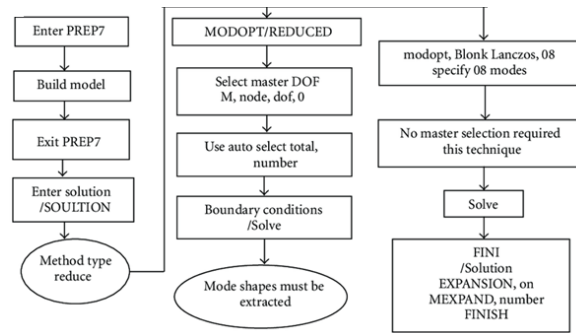 Enter PREP7
Build model
Exit PREP7
Enter solution
/SOULTION
Method type
reduce
MODOPT/REDUCED
Select master DOF
M, node, dof, 0
Use auto select total,
number
Boundary conditions
/Solve
Mode shapes must be
extracted
modopt, Blonk Lanczos, 08
specify 08 modes
No master selection required
this technique
Solve
FINI
/Solution
EXPANSION, on
MEXPAND, number
FINISH